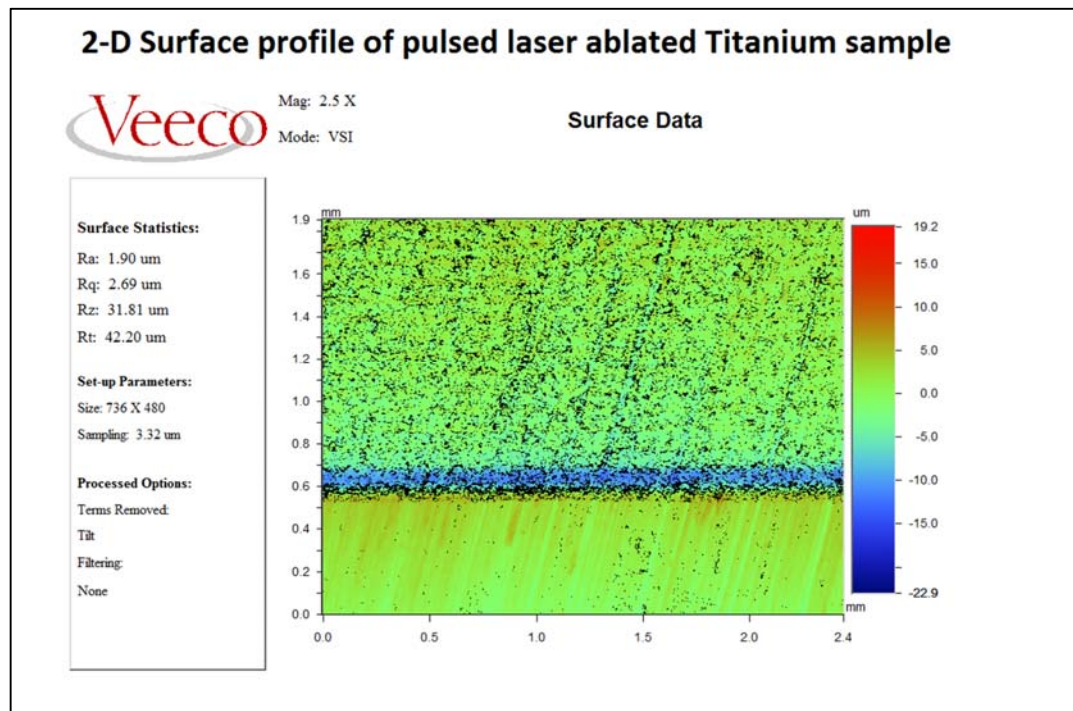 2-D Surface profile of pulsed laser ablated Titanium sample
Veeco
Mag: 2.5 X
Mode: VSI
Surface Data
Surface Statistics:
Ra: 1.90 um
Rq: 2.69 um
Rz: 31.81 um
Rt: 42.20 um
Set-up Parameters:
Size: 736 X 480
Sampling: 3.32 um
Processed Options:
Terms Removed:
Tilt
Filtering:
None
mm
1.9
1.6
1.4
1.2
1.0
0.8
0.6
0.4
0.2
0.0
0.0 0.5 1.0 1.5 2.0 2.4
mm
um
19.2
15.0
10.0
5.0
0.0
-5.0
-10.0
-15.0
-22.9